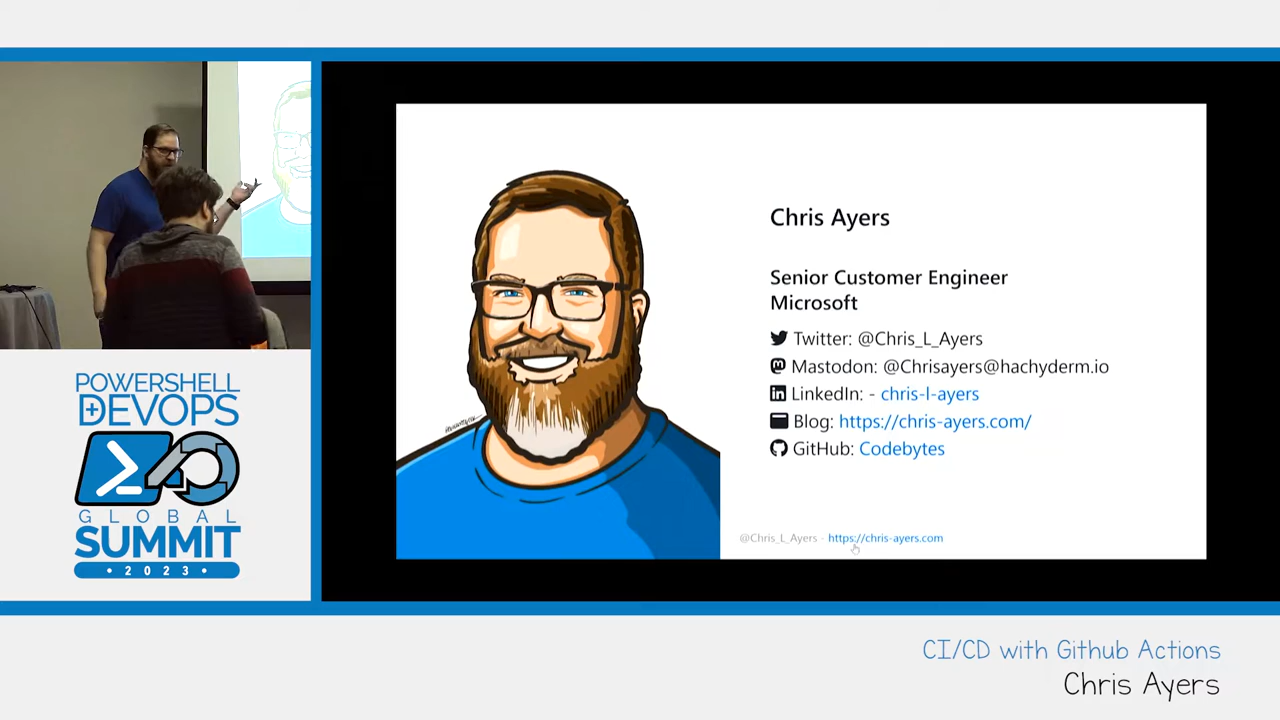 POWERSHELL
+ DEVOPS
GLOBAL
SUMMIT
• 2023 •
Chris Ayers
Senior Customer Engineer
Microsoft
Twitter: @Chris_L_Ayers
Mastodon: @Chrisayers@hachyderm.io
LinkedIn: - chris-l-ayers
Blog: https://chris-ayers.com/
GitHub: Codebytes
@Chris_L_Ayers - https://chris-ayers.com
CI/CD with Github Actions
Chris Ayers